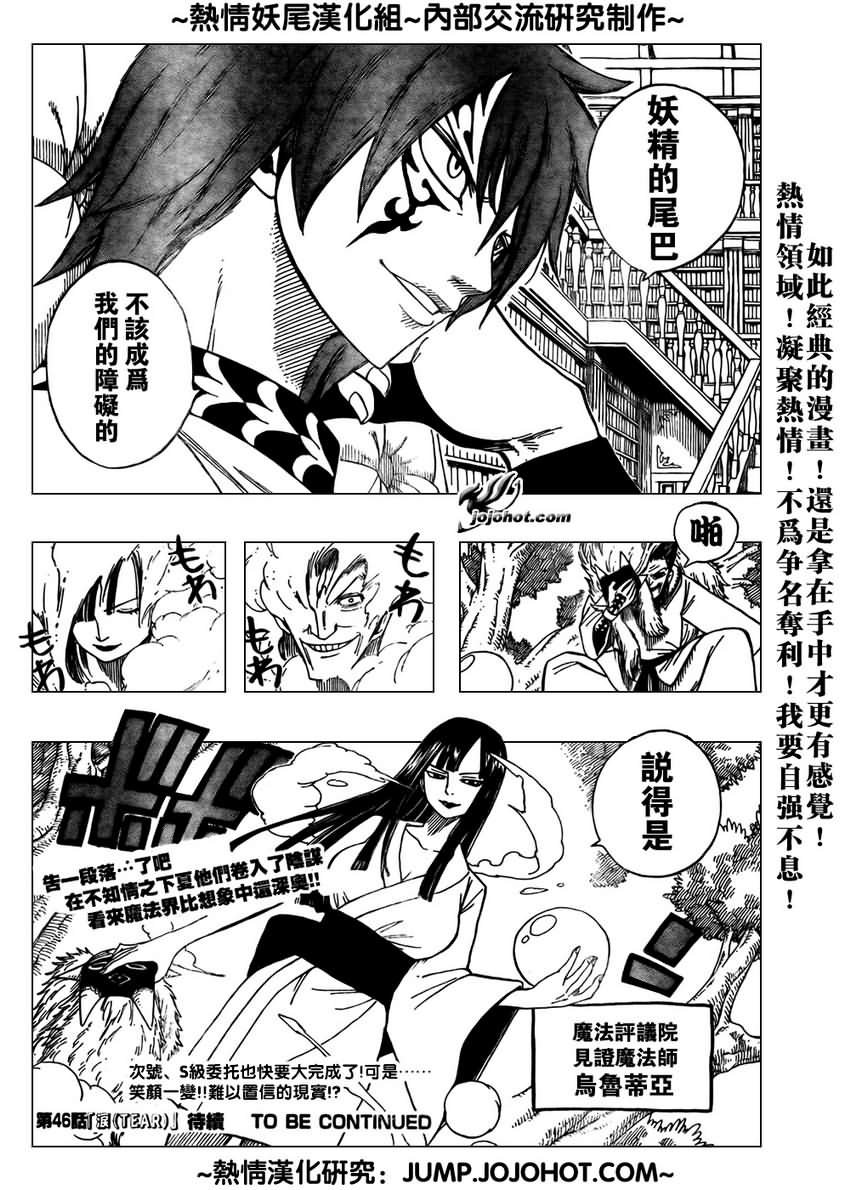 ~熱情妖尾漢化組~內部交流研究制作~
妖精的尾巴
不該成爲
我們的障礙的
如此經典的漫畫！還是拿在手中才更有感覺！
熱情領域！凝聚熱情！不爲争名奪利！我要自强不息！
jojohot.com
啪
もわ
もわ
もわ
ボボ
說得是
告一段落…了吧
在不知情之下夏他們卷入了陰謀
看來魔法界比想象中還深奥!!
魔法評議院
見證魔法師
烏魯蒂亞
次號、S級委托也快要大完成了!可是……
笑顏一變!!難以置信的現實!?
第46話「淚(TEAR)」待續 TO BE CONTINUED
~熱情漢化研究：JUMP.JOJOHOT.COM~